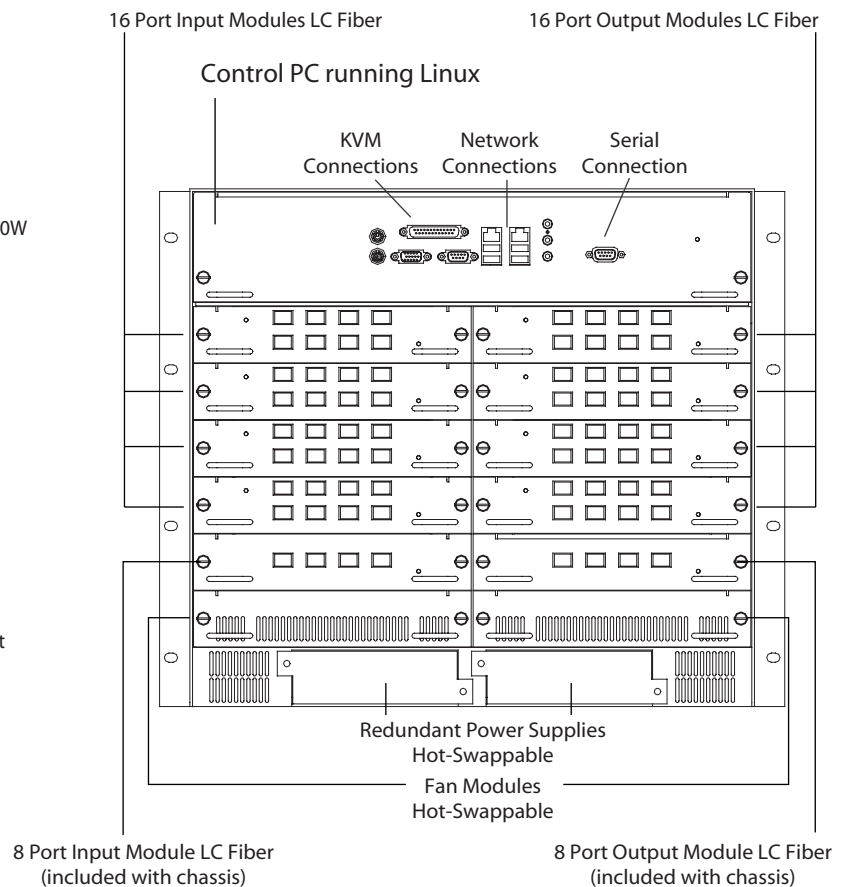 16 Port Input Modules LC Fiber
16 Port Output Modules LC Fiber
Control PC running Linux
KVM
Connections
Network
Connections
Serial
Connection
0W
t
Redundant Power Supplies
Hot-Swappable
Fan Modules
Hot-Swappable
8 Port Input Module LC Fiber
(included with chassis)
8 Port Output Module LC Fiber
(included with chassis)